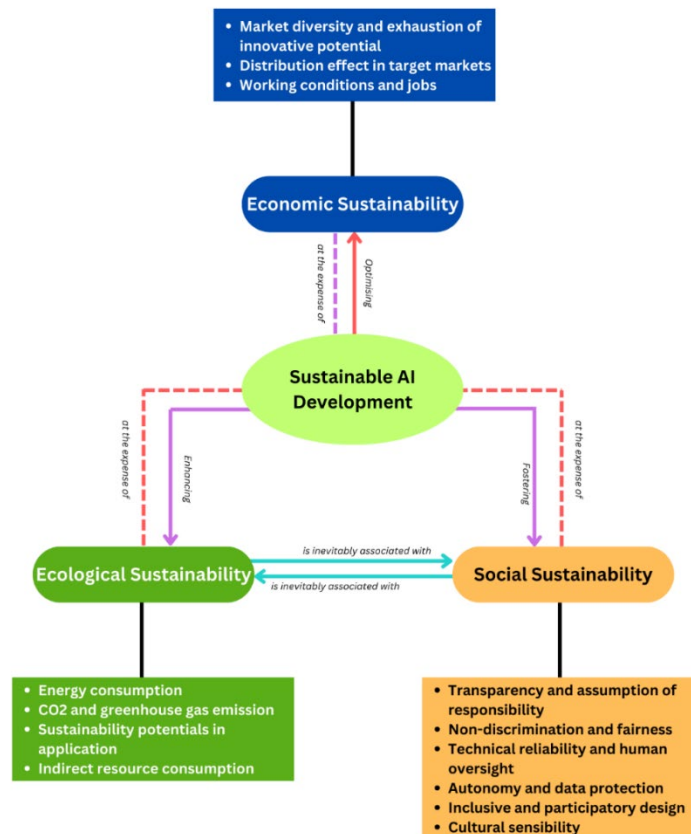 • Market diversity and exhaustion of
innovative potential
• Distribution effect in target markets
• Working conditions and jobs
Economic Sustainability
at the expense of
Optimising
Sustainable AI
Development
at the expense of
Enhancing
Fostering
at the expense of
is inevitably associated with
Ecological Sustainability
Social Sustainability
is inevitably associated with
• Energy consumption
• CO2 and greenhouse gas emission
• Sustainability potentials in
application
• Indirect resource consumption
• Transparency and assumption of
responsibility
• Non-discrimination and fairness
• Technical reliability and human
oversight
• Autonomy and data protection
• Inclusive and participatory design
• Cultural sensibility